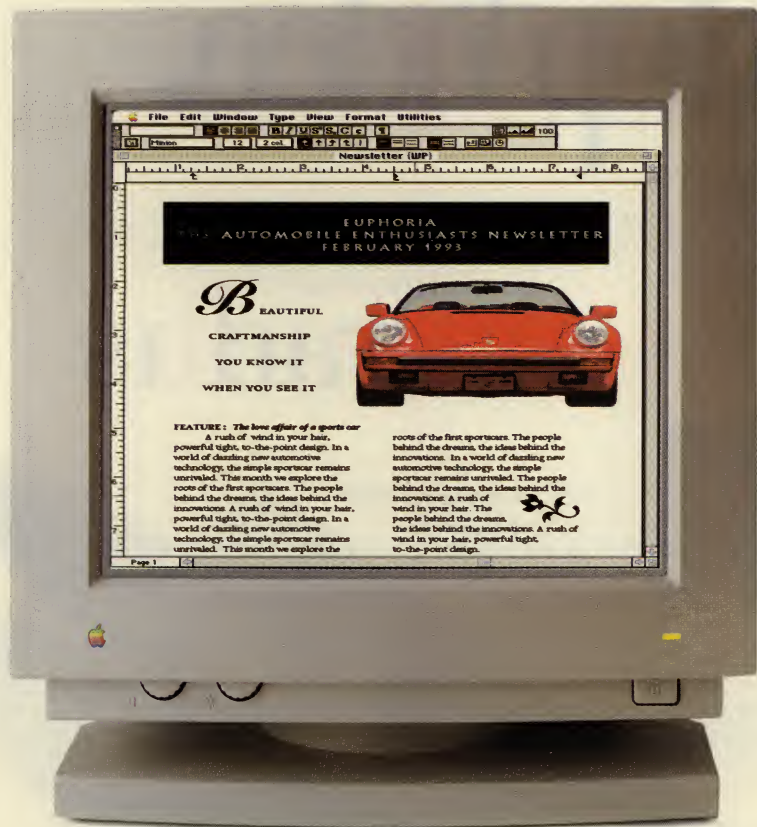 File Edit Window Type View Format Utilities
B I U S S C c ¶ 100
Minion 12 2 col.
Newsletter (WP)
EUPHORIA
AUTOMOBILE ENTHUSIASTS NEWSLETTER
FEBRUARY 1993
BEAUTIFUL
CRAFTMANSHIP
YOU KNOW IT
WHEN YOU SEE IT
FEATURE: The love affair of a sports car
A rush of wind in your hair,
powerful tight, to-the-point design. In a
world of dazzling new automotive
technology, the simple sportscar remains
unrivaled. This month we explore the
roots of the first sportscars. The people
behind the dreams, the ideas behind the
innovations. A rush of wind in your hair,
powerful tight, to-the-point design. In a
world of dazzling new automotive
technology, the simple sportscar remains
unrivaled. This month we explore the
roots of the first sportscars. The people
behind the dreams, the ideas behind the
innovations. In a world of dazzling new
automotive technology, the simple
sportscar remains unrivaled. The people
behind the dreams, the ideas behind the
innovations. A rush of
wind in your hair. The
people behind the dreams,
the ideas behind the innovations. A rush of
wind in your hair, powerful tight,
to-the-point design.
Page 1